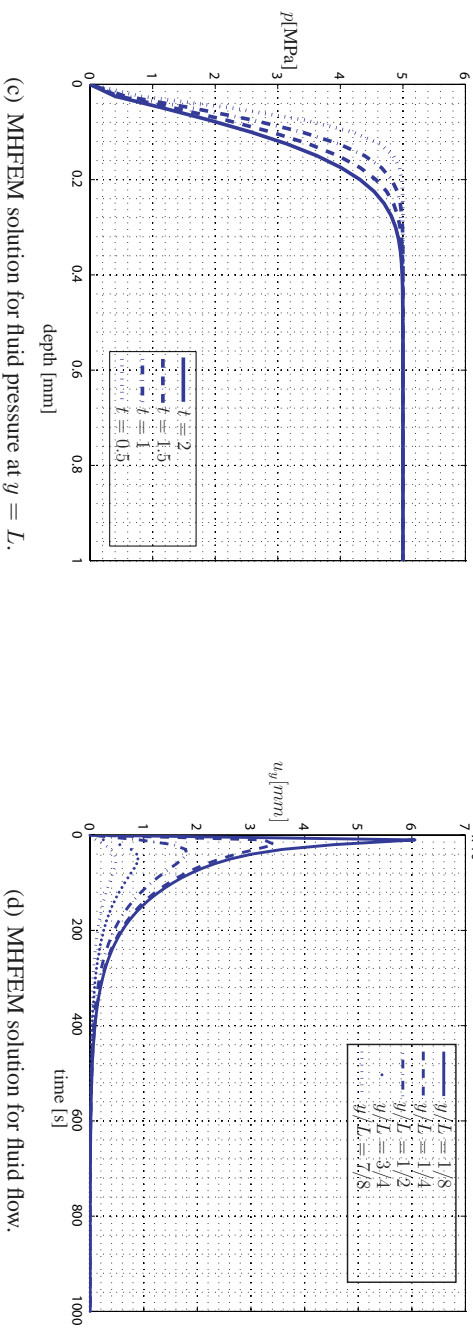 p[MPa]
6
5
4
3
2
1
0
0
0.2
0.4
0.6
0.8
1
depth [mm]
t = 2
t = 1.5
t = 1
t = 0.5
(c) MHFEM solution for fluid pressure at y = L.
u_y[mm]
7
6
5
4
3
2
1
0
0
200
400
6000
800
1000
time [s]
y/L = 1/8
y/L = 1/4
y/L = 1/2
y/L = 3/4
y/L = 7/8
(d) MHFEM solution for fluid flow.